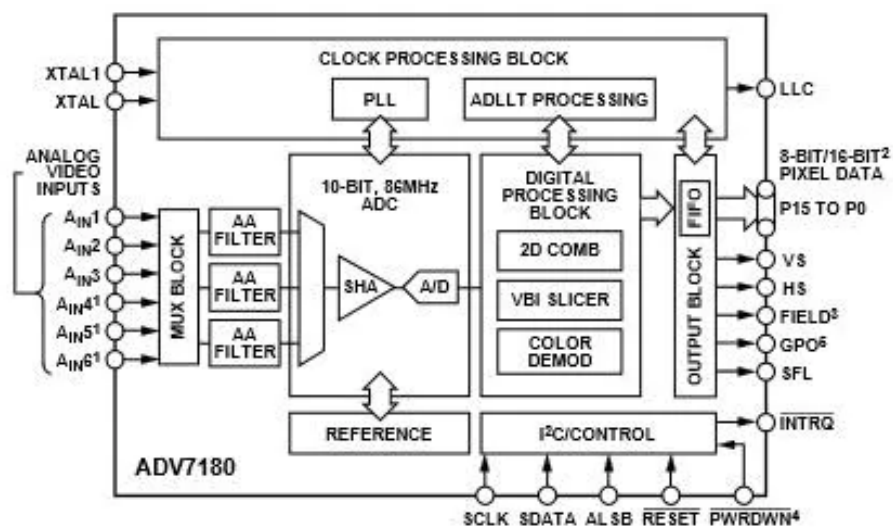 CLOCK PROCESSING BLOCK
XTAL1
XTAL
PLL
ADLLT PROCESSING
LLC
ANALOG
VIDEO
INPUTS
8-BIT/16-BIT²
PIXEL DATA
P15 TO P0
10-BIT, 86MHz
ADC
DIGITAL
PROCESSING
BLOCK
FIFO
OUTPUT BLOCK
MUX BLOCK
AIN1
AIN2
AIN3
AIN4¹
AIN5¹
AIN6¹
AA
FILTER
AA
FILTER
AA
FILTER
SHA
A/D
2D COMB
VBI SLICER
COLOR
DEMOD
VS
HS
FIELD³
GPO⁵
SFL
REFERENCE
I²C/CONTROL
INTRQ
ADV7180
SCLK SDATA ALSB RESET PWRDWN⁴